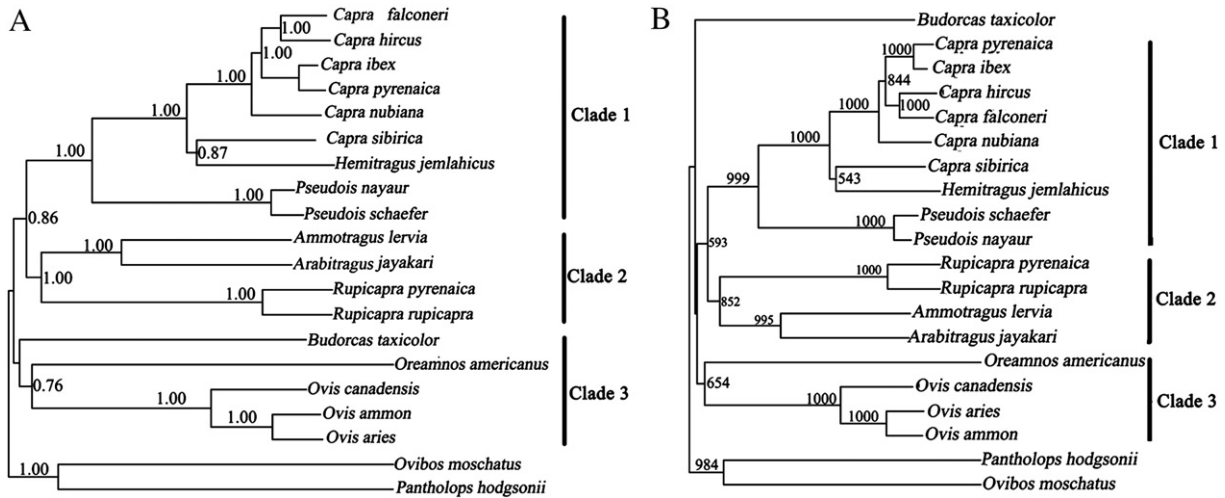 A
Capra falconeri
1.00
Capra hircus
1.00
Capra ibex
1.00
Capra pyrenaica
1.00
Capra nubiana
Capra sibirica
0.87
Hemitragus jemlahicus
1.00
Pseudois nayaur
1.00
Pseudois schaefer
Clade 1
0.86
Ammotragus lervia
1.00
Arabitragus jayakari
1.00
Rupicapra pyrenaica
1.00
Rupicapra rupicapra
Clade 2
Budorcas taxicolor
Oreamnos americanus
0.76
Ovis canadensis
1.00
Ovis ammon
1.00
Ovis aries
Clade 3
Ovibos moschatus
1.00
Pantholops hodgsonii
B
Budorcas taxicolor
Capra pyrenaica
1000
Capra ibex
844
Capra hircus
1000
Capra falconeri
1000
Capra nubiana
1000
Capra sibirica
543
Hemitragus jemlahicus
999
Pseudois schaefer
1000
Pseudois nayaur
Clade 1
593
Rupicapra pyrenaica
1000
Rupicapra rupicapra
852
Ammotragus lervia
995
Arabitragus jayakari
Clade 2
Oreamnos americanus
654
Ovis canadensis
1000
Ovis aries
1000
Ovis ammon
Clade 3
Pantholops hodgsonii
984
Ovibos moschatus